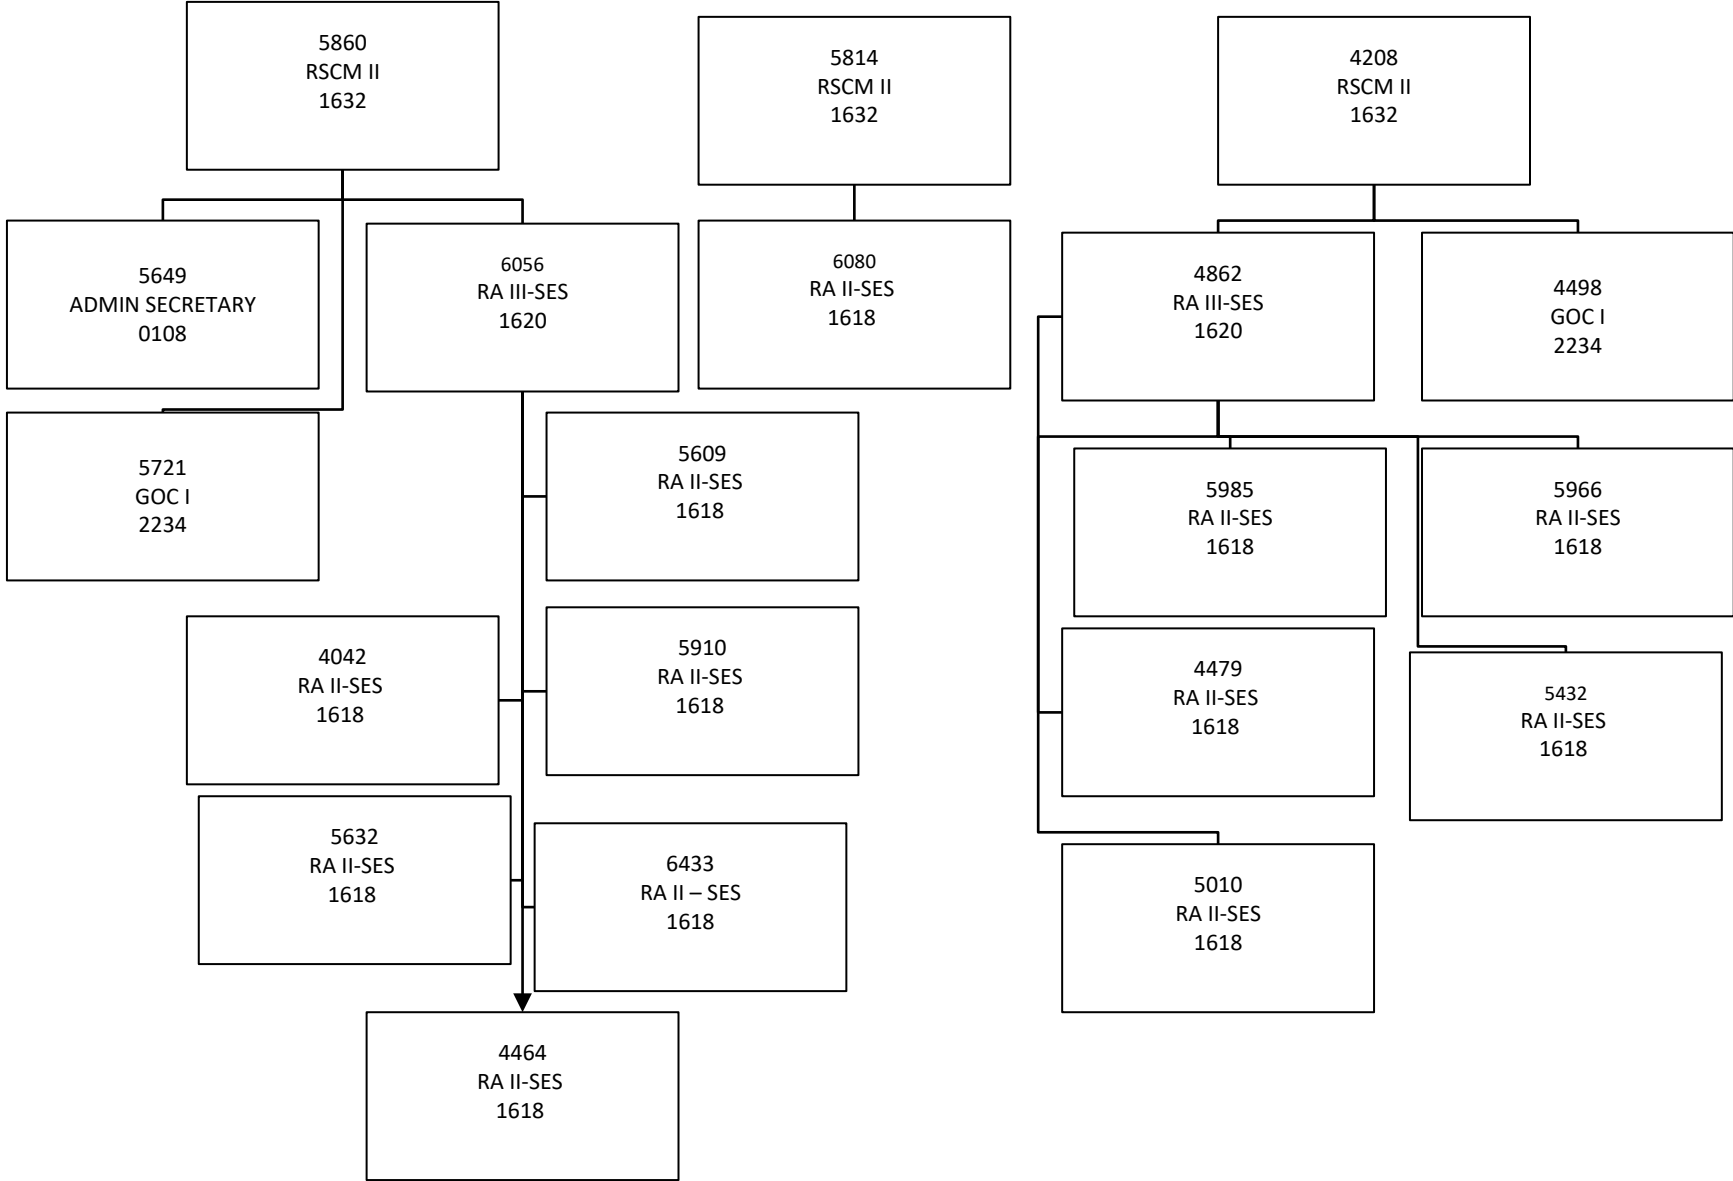 5860
RSCM II
1632
5814
RSCM II
1632
4208
RSCM II
1632
5649
ADMIN SECRETARY
0108
6056
RA III-SES
1620
6080
RA II-SES
1618
4862
RA III-SES
1620
4498
GOC I
2234
5721
GOC I
2234
5609
RA II-SES
1618
5985
RA II-SES
1618
5966
RA II-SES
1618
4042
RA II-SES
1618
5910
RA II-SES
1618
4479
RA II-SES
1618
5432
RA II-SES
1618
5632
RA II-SES
1618
6433
RA II – SES
1618
5010
RA II-SES
1618
4464
RA II-SES
1618